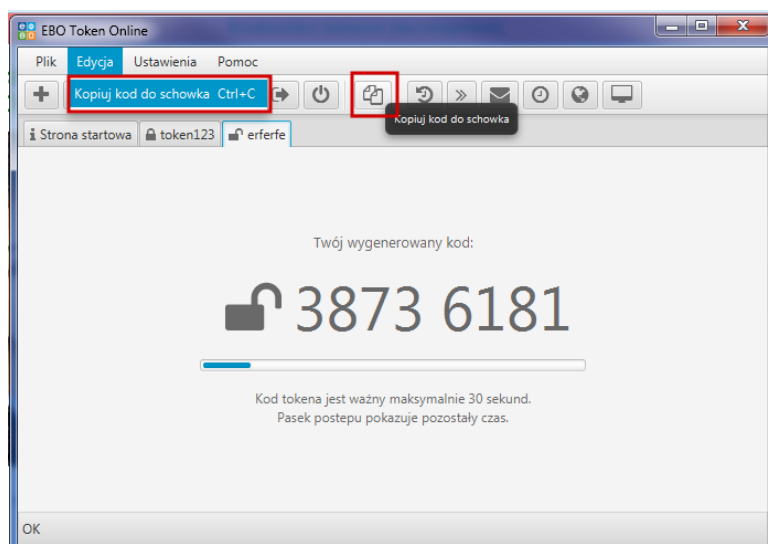 EBO Token Online
Plik Edycja Ustawienia Pomoc
Kopiuj kod do schowka Ctrl+C
Kopiuj kod do schowka
i Strona startowa token123 erferfe
Twój wygenerowany kod:
3873 6181
Kod tokena jest ważny maksymalnie 30 sekund.
Pasek postepu pokazuje pozostały czas.
OK